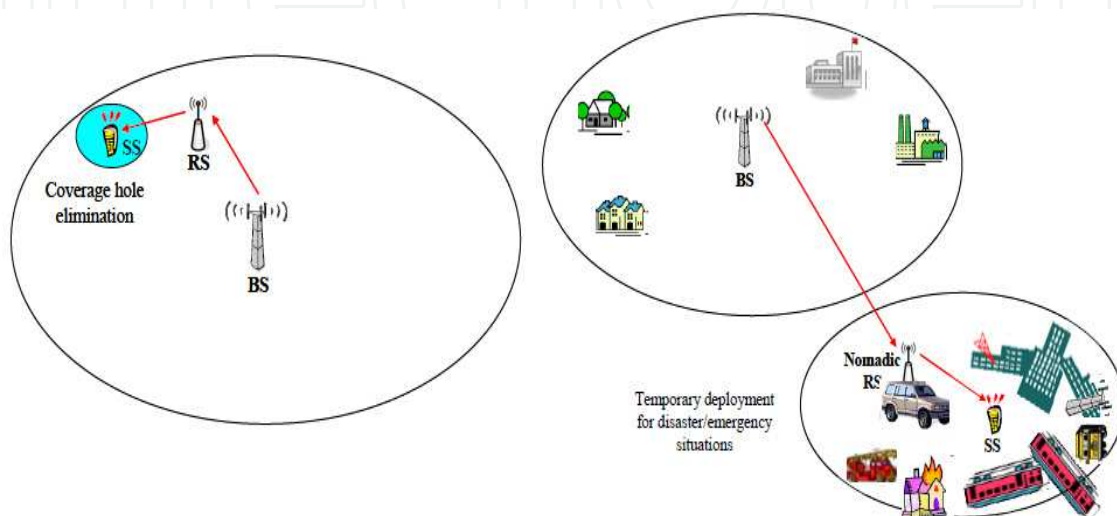 SS
RS
Coverage hole
elimination
BS
BS
Nomadic
RS
Temporary deployment
for disaster/emergency
situations
SS